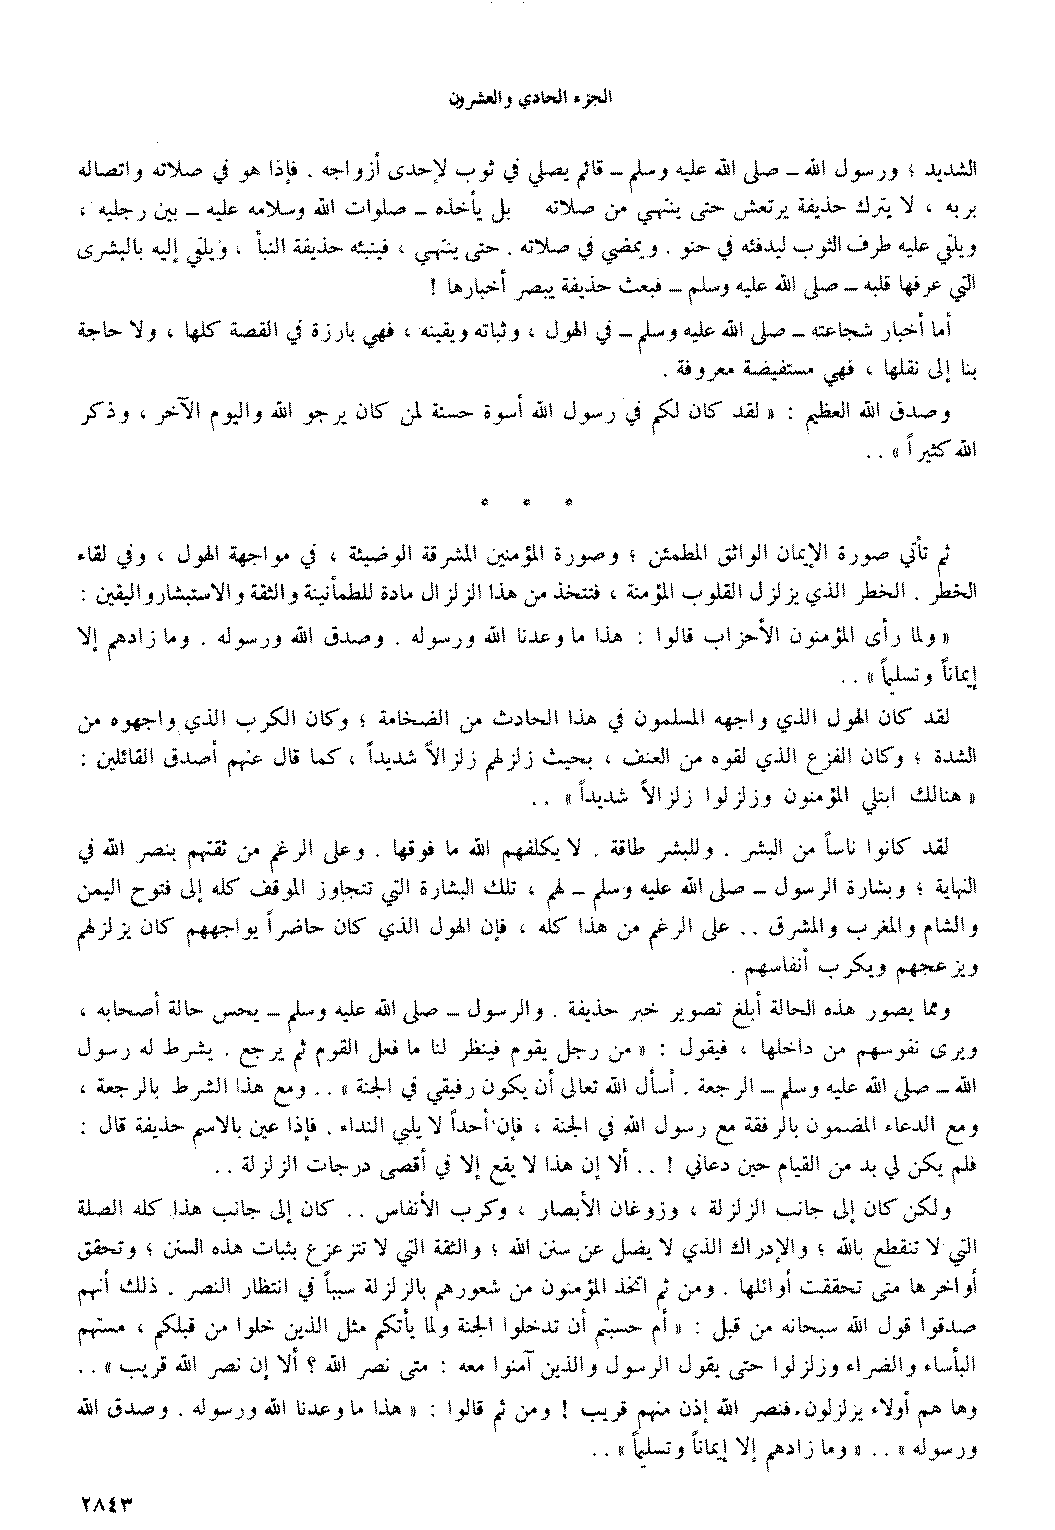 الجزء الحادي والعشرون
الشديد ؛ ورسول الله – صلى الله عليه وسلم – قائم يصلي في ثوب لإحدى أزواجه . فإذا هو في صلاته واتصاله
بربه ، لا يترك حذيفة يرتعش حتى ينتهي من صلاته بل يأخذه – صلوات الله وسلامه عليه – بين رجليه ،
ويلقي عليه طرف الثوب ليدفئه في حنو . ويمضي في صلاته . حتى ينتهي ، فينبئه حذيفة النبأ ، ويلقي إليه بالبشرى
التي عرفها قلبه – صلى الله عليه وسلم – فبعث حذيفة يبصر أخبارها !
أما أخبار شجاعته – صلى الله عليه وسلم – في الهول ، وثباته ويقينه ، فهي بارزة في القصة كلها ، ولا حاجة
بنا إلى نقلها ، فهي مستفيضة معروفة .
وصدق الله العظيم : « لقد كان لكم في رسول الله أسوة حسنة لمن كان يرجو الله واليوم الآخر ، وذكر
الله كثيراً » . .
* * *
ثم تأتي صورة الإيمان الواثق المطمئن ؛ وصورة المؤمنين المشرقة الوضيئة ، في مواجهة الهول ، وفي لقاء
الخطر . الخطر الذي يزلزل القلوب المؤمنة ، فتتخذ من هذا الزلزال مادة للطمأنينة والثقة والاستبشار واليقين :
« ولما رأى المؤمنون الأحزاب قالوا : هذا ما وعدنا الله ورسوله . وصدق الله ورسوله . وما زادهم إلا
إيماناً وتسليماً » . .
لقد كان الهول الذي واجهه المسلمون في هذا الحادث من الضخامة ؛ وكان الكرب الذي واجهوه من
الشدة ؛ وكان الفزع الذي لقوه من العنف ، بحيث زلزلهم زلزالاً شديداً ، كما قال عنهم أصدق القائلين :
« هنالك ابتلي المؤمنون وزلزلوا زلزالاً شديداً » . .
لقد كانوا ناساً من البشر . وللبشر طاقة . لا يكلفهم الله ما فوقها . وعلى الرغم من ثقتهم بنصر الله في
النهاية ؛ وبشارة الرسول – صلى الله عليه وسلم – لهم ، تلك البشارة التي تتجاوز الموقف كله إلى فتوح اليمن
والشام والمغرب والمشرق . . على الرغم من هذا كله ، فإن الهول الذي كان حاضراً يواجههم كان يزلزلهم
ويزعجهم ويكرب أنفاسهم .
ومما يصور هذه الحالة أبلغ تصوير خبر حذيفة . والرسول – صلى الله عليه وسلم – يحس حالة أصحابه ،
ويرى نفوسهم من داخلها ، فيقول : « من رجل يقوم فينظر لنا ما فعل القوم ثم يرجع . يشرط له رسول
الله – صلى الله عليه وسلم – الرجعة . أسأل الله تعالى أن يكون رفيقي في الجنة » . . ومع هذا الشرط بالرجعة ،
ومع الدعاء المضمون بالرفقة مع رسول الله في الجنة ، فإن أحداً لا يلبي النداء . فإذا عين بالاسم حذيفة قال :
فلم يكن لي بد من القيام حين دعاني ! . . ألا إن هذا لا يقع إلا في أقصى درجات الزلزلة . .
ولكن كان إلى جانب الزلزلة ، وزوغان الأبصار ، وكرب الأنفاس . . كان إلى جانب هذا كله الصلة
التي لا تنقطع بالله ؛ والإدراك الذي لا يضل عن سنن الله ؛ والثقة التي لا تتزعزع بثبات هذه السنن ؛ وتحقق
أواخرها متى تحققت أوائلها . ومن ثم اتخذ المؤمنون من شعورهم بالزلزلة سبباً في انتظار النصر . ذلك أنهم
صدقوا قول الله سبحانه من قبل : « أم حسبتم أن تدخلوا الجنة ولما يأتكم مثل الذين خلوا من قبلكم ، مستهم
البأساء والضراء وزلزلوا حتى يقول الرسول والذين آمنوا معه : متى نصر الله ؟ ألا إن نصر الله قريب » . .
وها هم أولاء يزلزلون . فنصر الله إذن منهم قريب ! ومن ثم قالوا : « هذا ما وعدنا الله ورسوله . وصدق الله
ورسوله » . . « وما زادهم إلا إيماناً وتسليماً » . .
٢٨٤٣